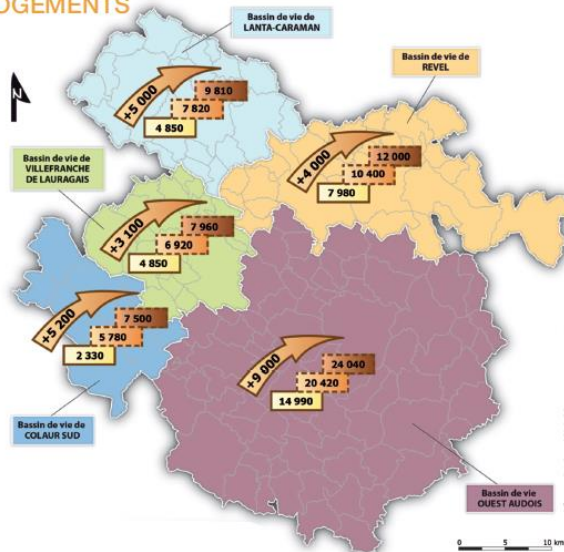 OGEMENTS
Bassin de vie de
LANTA-CARAMAN
Bassin de vie de
REVEL
+5 000
9 810
7 820
4 850
N
+4 000
12 000
10 400
7 980
Bassin de vie de
VILLEFRANCHE
DE LAURAGAIS
+3 100
7 960
6 920
4 850
+5 200
7 500
5 780
2 330
+9 000
24 040
20 420
14 990
Bassin de vie de
COLAUR SUD
Bassin de vie
OUEST AUDOIS
0 5 10 km